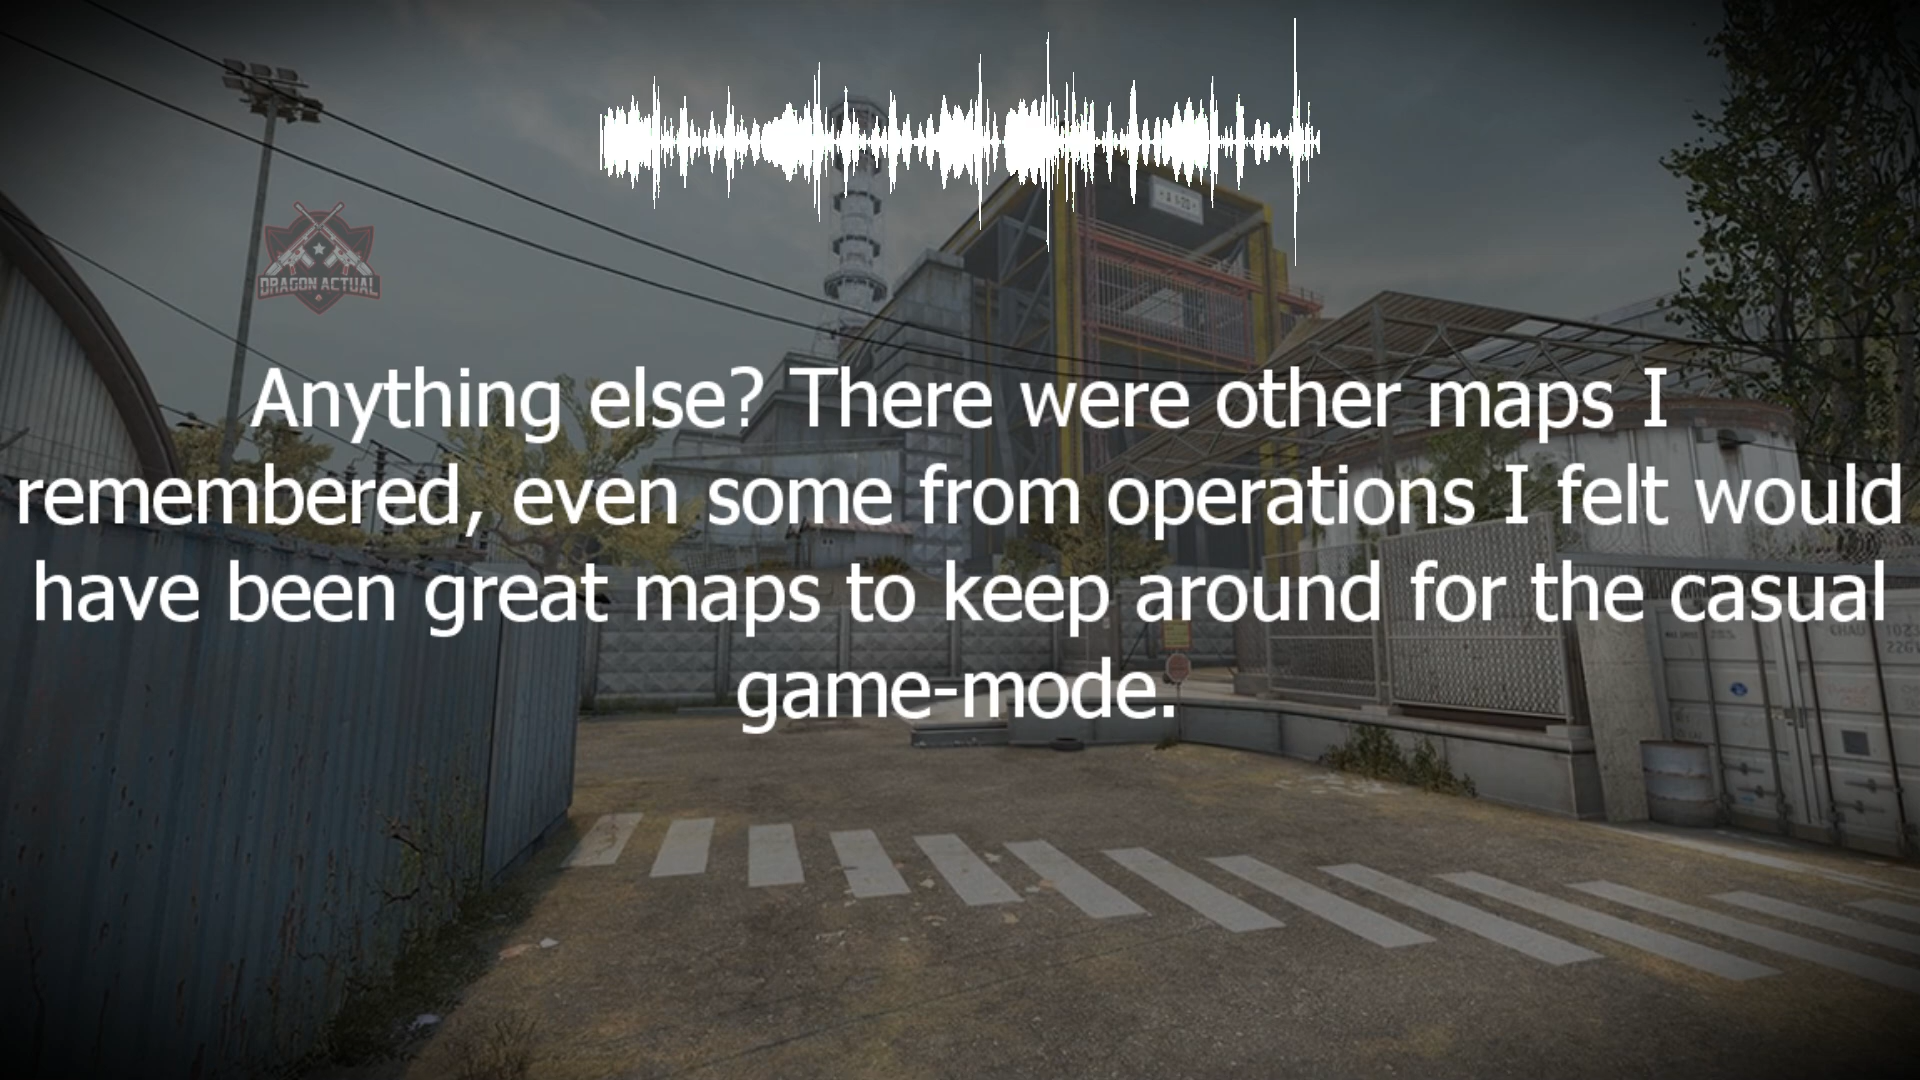 DRAGON ACTUAL
Anything else? There were other maps I
remembered, even some from operations I felt would
have been great maps to keep around for the casual
game-mode.